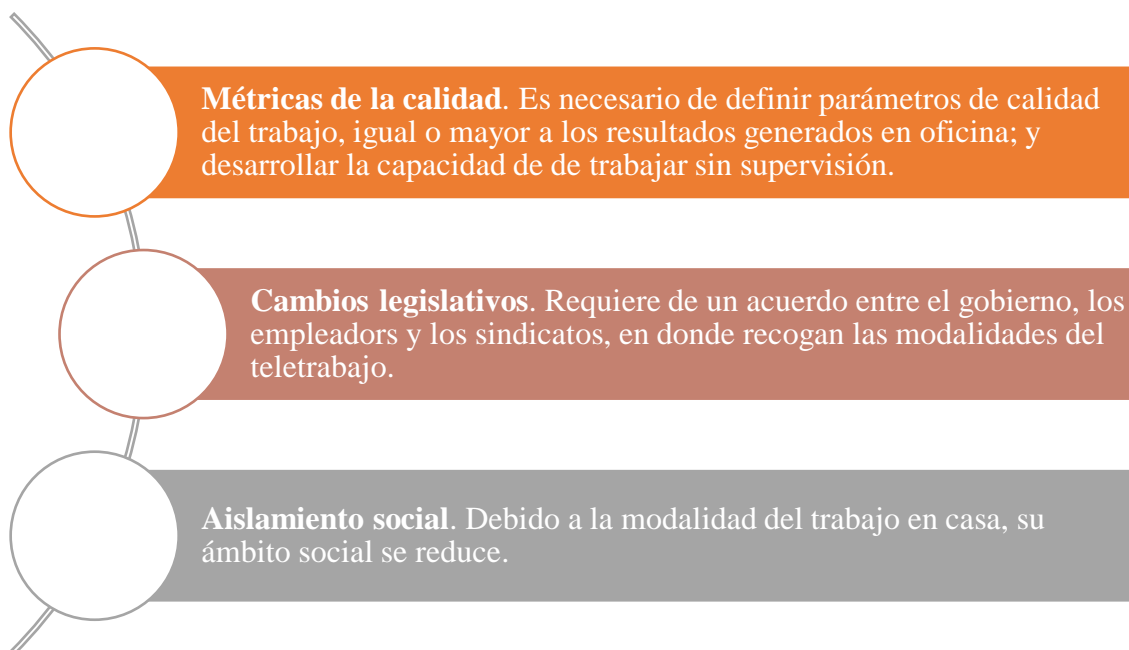 Métricas de la calidad. Es necesario de definir parámetros de calidad
del trabajo, igual o mayor a los resultados generados en oficina; y
desarrollar la capacidad de de trabajar sin supervisión.
Cambios legislativos. Requiere de un acuerdo entre el gobierno, los
empleadors y los sindicatos, en donde recogan las modalidades del
teletrabajo.
Aislamiento social. Debido a la modalidad del trabajo en casa, su
ámbito social se reduce.